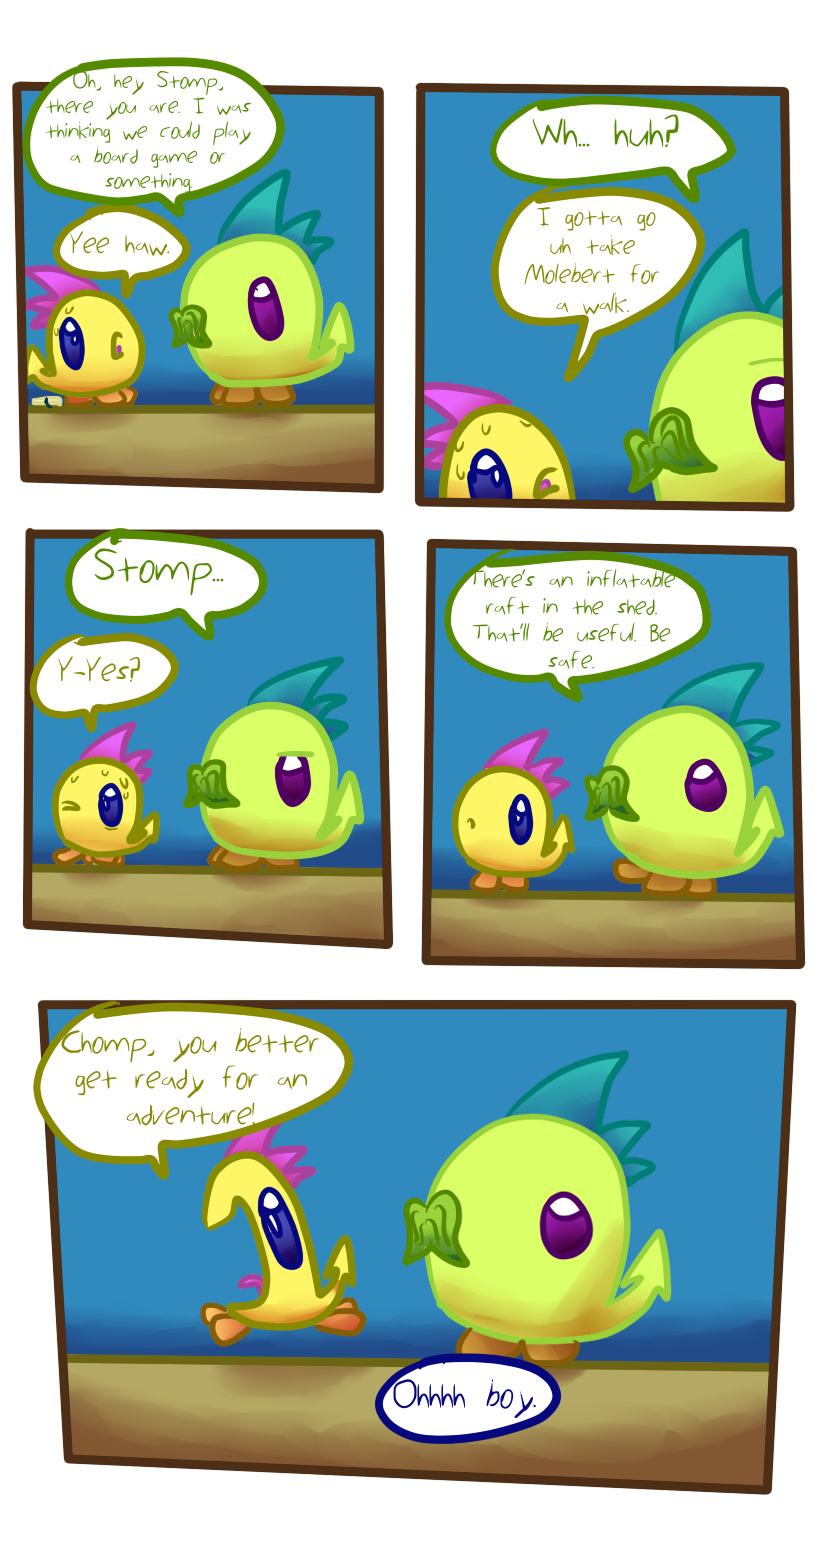 Oh, hey Stomp,
there you are. I was
thinking we could play
a board game or
something
Yee haw.
Wh... huh?
I gotta go
uh take
Molebert for
a walk.
Stomp...
Y-Yes?
There's an inflatable
raft in the shed.
That'll be useful. Be
safe.
Chomp, you better
get ready for an
adventure!
Ohhhh boy.